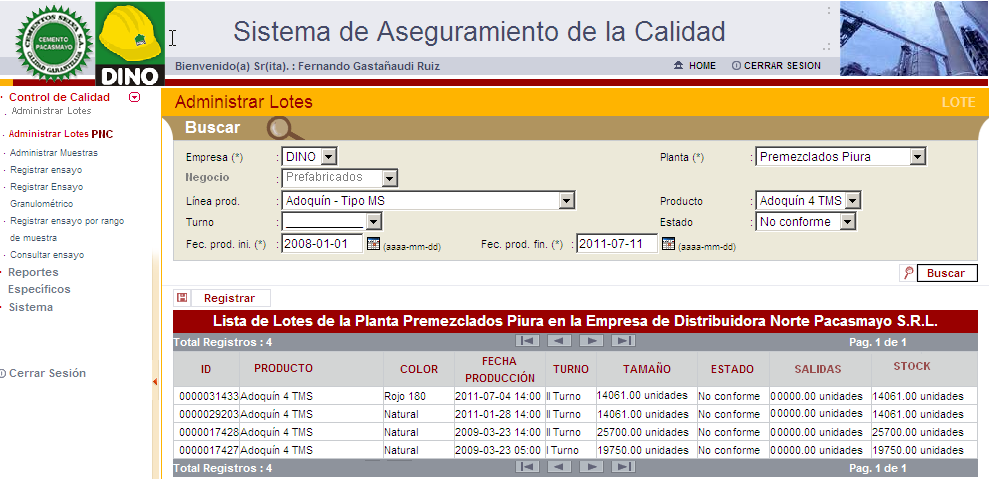 CEMENTOS SELVA S.A.
CEMENTO
PACASMAYO
CALIDAD GARANTIZADA
DINO
Sistema de Aseguramiento de la Calidad
Bienvenido(a) Sr(ita). : Fernando Gastañaudi Ruiz
HOME
CERRAR SESION
Control de Calidad
Administrar Lotes
Administrar Lotes PNC
Administrar Muestras
Registrar ensayo
Registrar Ensayo
Granulométrico
Registrar ensayo por rango
de muestra
Consultar ensayo
Reportes
Específicos
Sistema
Cerrar Sesión
Administrar Lotes
LOTE
Buscar
Empresa (*) : DINO
Planta (*) : Premezclados Piura
Negocio : Prefabricados
Línea prod. : Adoquín - Tipo MS
Producto : Adoquín 4 TMS
Turno :
Estado : No conforme
Fec. prod. ini. (*) : 2008-01-01 (aaaa-mm-dd)
Fec. prod. fin. (*) : 2011-07-11 (aaaa-mm-dd)
Buscar
Registrar
Lista de Lotes de la Planta Premezclados Piura en la Empresa de Distribuidora Norte Pacasmayo S.R.L.
Total Registros : 4 Pag. 1 de 1
ID PRODUCTO COLOR FECHA PRODUCCIÓN TURNO TAMAÑO ESTADO SALIDAS STOCK
0000031433 Adoquín 4 TMS Rojo 180 2011-07-04 14:00 II Turno 14061.00 unidades No conforme 00000.00 unidades 14061.00 unidades
0000029203 Adoquín 4 TMS Natural 2011-01-28 14:00 II Turno 14061.00 unidades No conforme 00000.00 unidades 14061.00 unidades
0000017428 Adoquín 4 TMS Natural 2009-03-23 14:00 II Turno 25700.00 unidades No conforme 00000.00 unidades 25700.00 unidades
0000017427 Adoquín 4 TMS Natural 2009-03-23 05:00 I Turno 19750.00 unidades No conforme 00000.00 unidades 19750.00 unidades
Total Registros : 4 Pag. 1 de 1